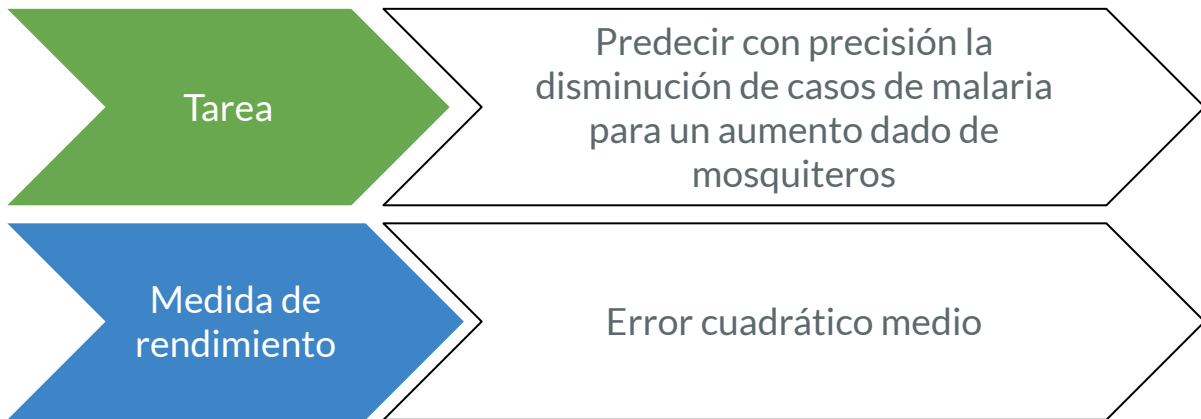 Tarea
Predecir con precisión la
disminución de casos de malaria
para un aumento dado de
mosquiteros
Medida de
rendimiento
Error cuadrático medio